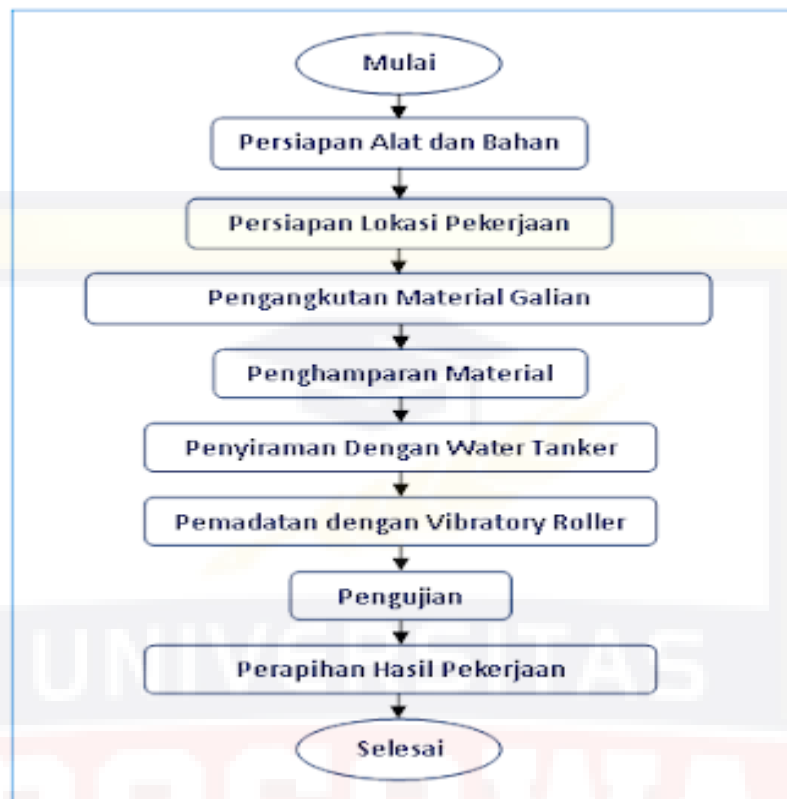 Mulai
Persiapan Alat dan Bahan
Persiapan Lokasi Pekerjaan
Pengangkutan Material Galian
Penghamparan Material
Penyiraman Dengan Water Tanker
Pemadatan dengan Vibratory Roller
Pengujian
UNIVERSITAS
Perapihan Hasil Pekerjaan
Selesai